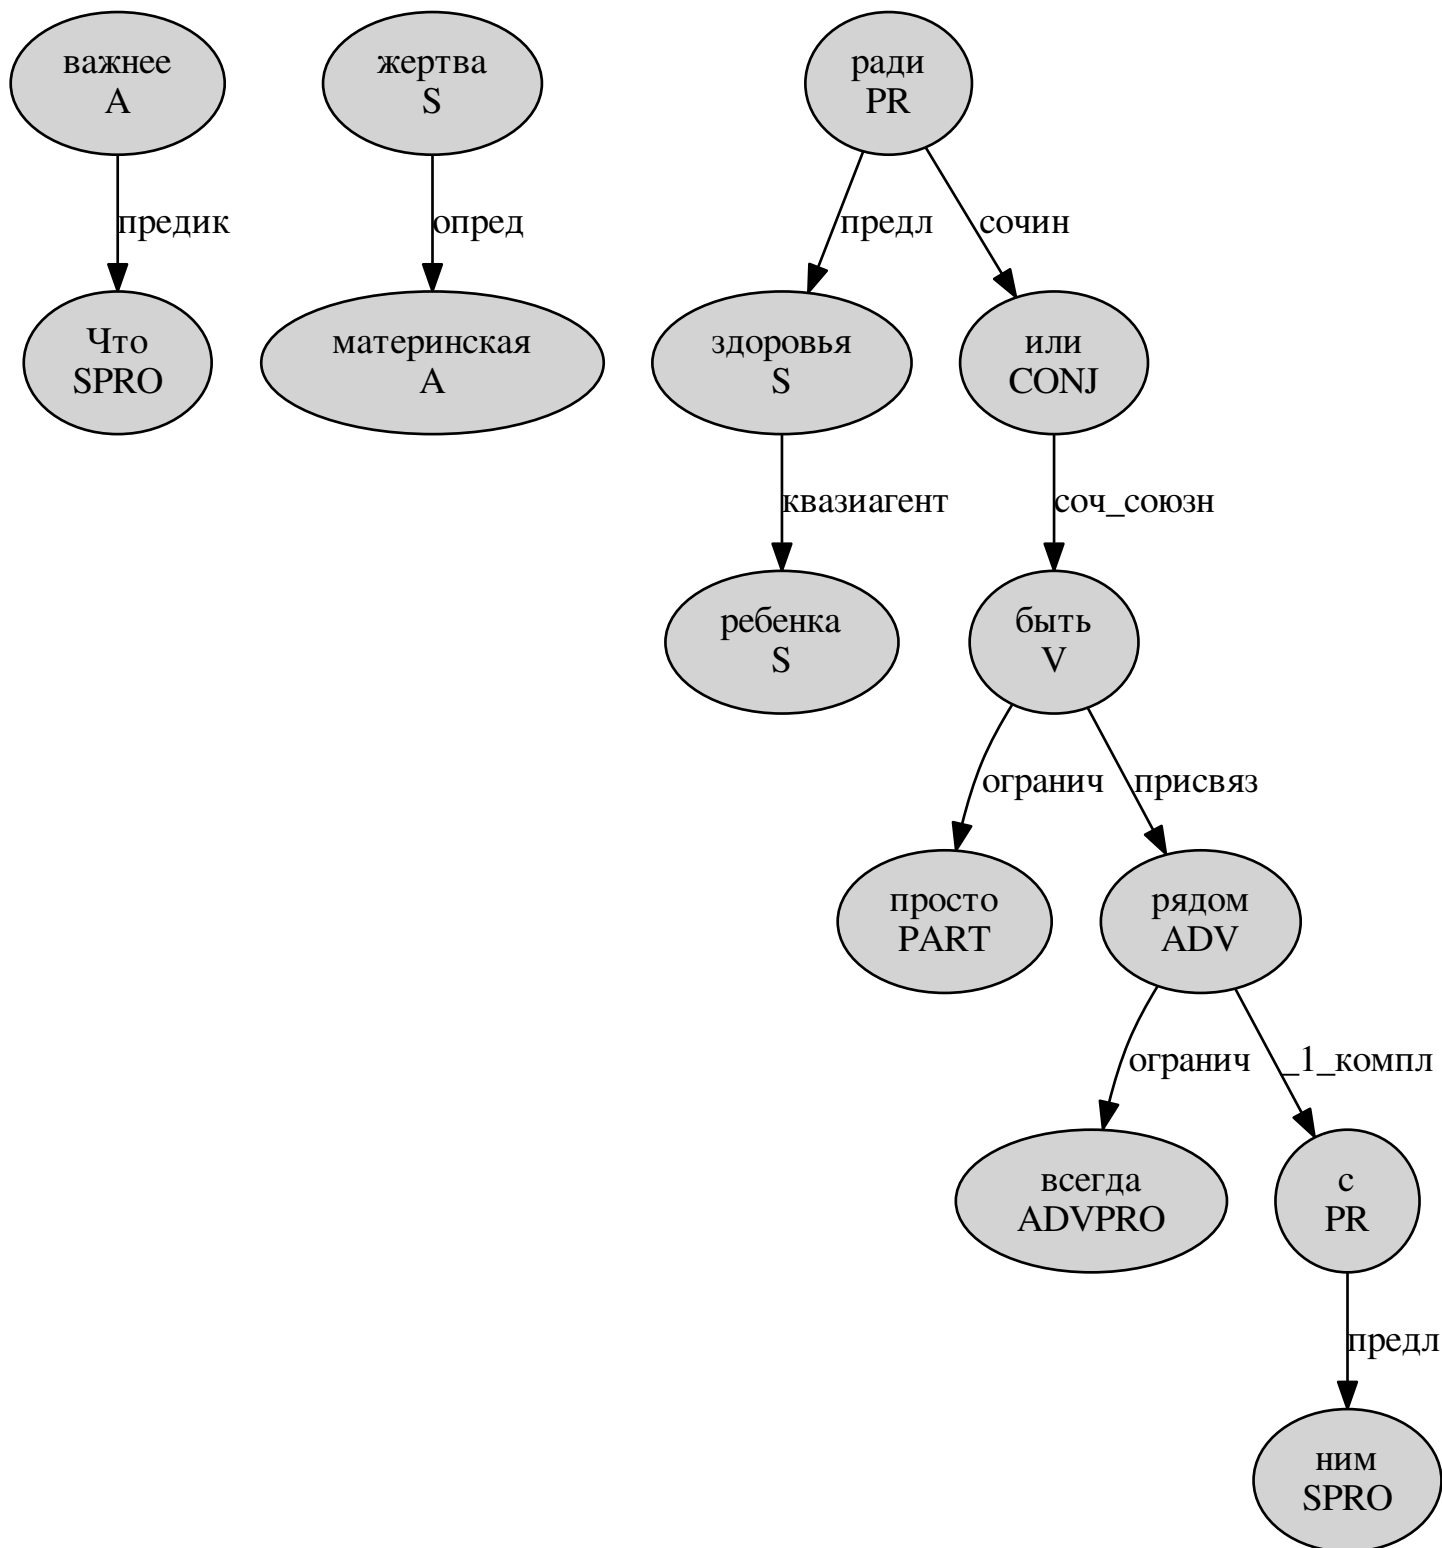 важнее
A
жертва
S
ради
PR
предик
опред
предл
сочин
Что
SPRO
материнская
A
здоровья
S
или
CONJ
квазиагент
соч_союзн
ребенка
S
быть
V
огранич
присвяз
просто
PART
рядом
ADV
огранич
_1_компл
всегда
ADVPRO
с
PR
предл
ним
SPRO